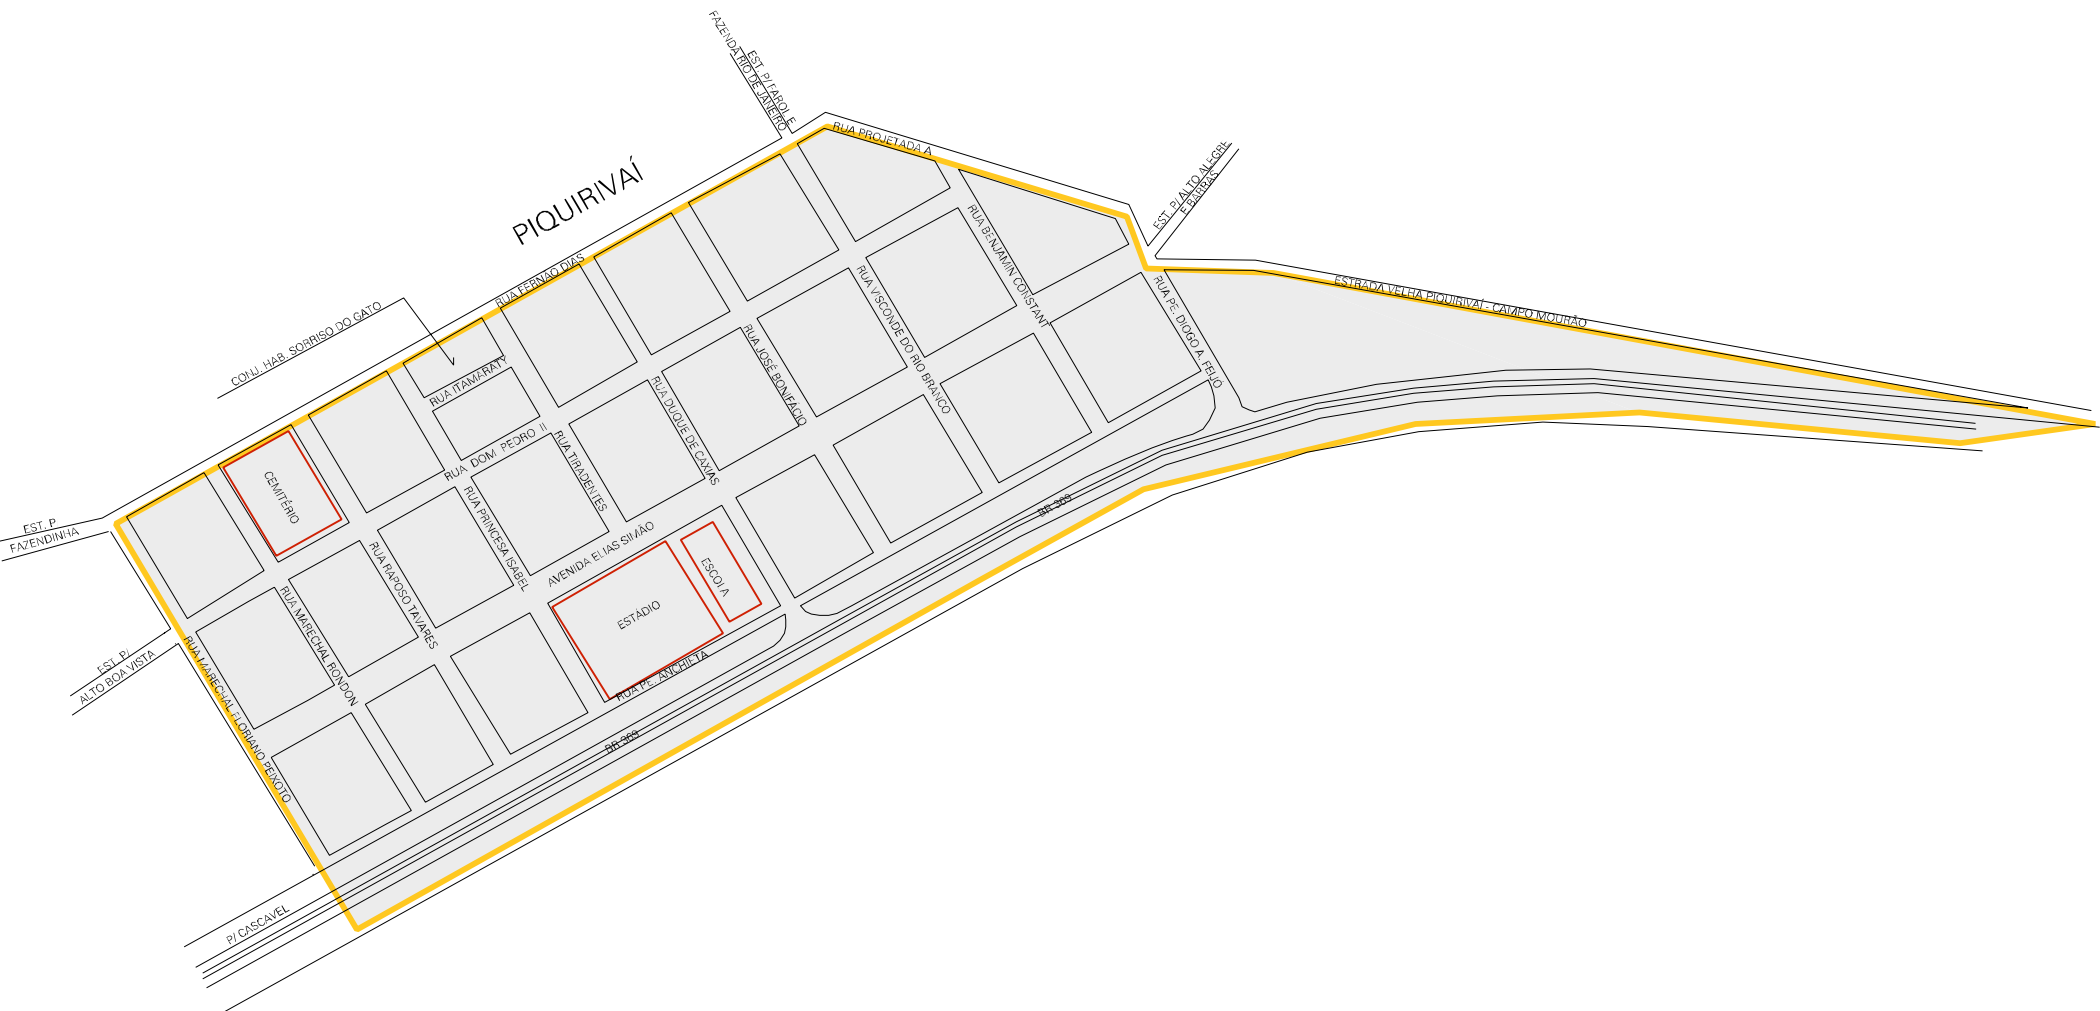 FAZENDA RIO DE JANEIRO
EST. P/ FAROL E
RUA PROJETADA A
PIQUIRIVAÍ
EST. P/ ALTO ALEGRE
E BARRAS
RUA FERNÃO DIAS
RUA BENJAMIN CONSTANT
ESTRADA VELHA PIQUIRIVAÍ - CAMPO MOURÃO
CONJ. HAB. SORRISO DO GATO
RUA ITAMARATY
RUA JOSÉ BONIFÁCIO
RUA VISCONDE DO RIO BRANCO
RUA PE. DIOGO A. FEIJÓ
RUA DUQUE DE CAXIAS
RUA DOM PEDRO II
RUA TIRADENTES
CEMITÉRIO
RUA PRINCESA ISABEL
AVENIDA ELIAS SIMÃO
BR 369
EST. P
FAZENDINHA
RUA RAPOSO TAVARES
ESCOLA
ESTÁDIO
RUA MARECHAL RONDON
RUA PE. ANCHIETA
EST. P/
ALTO BOA VISTA
RUA MARECHAL FLORIANO PEIXOTO
BR 369
P/ CASCAVEL